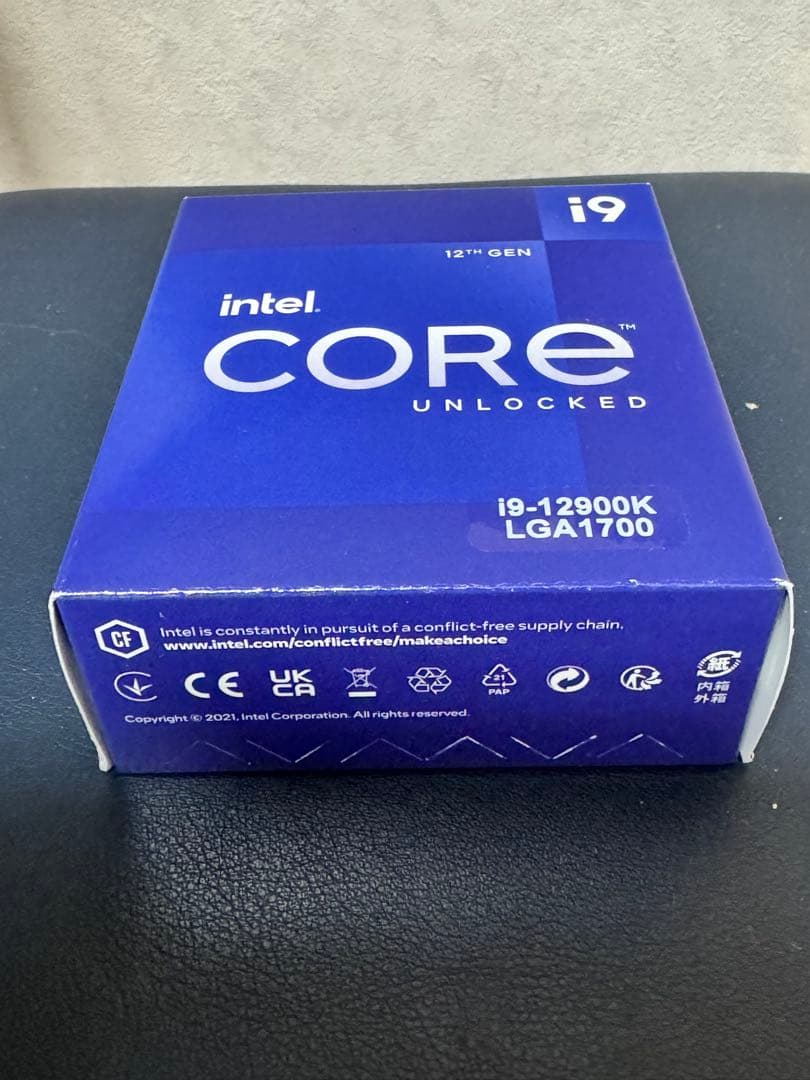 i9
12TH GEN
intel.
CORE™
UNLOCKED
i9-12900K
LGA1700
CF
Intel is constantly in pursuit of a conflict-free supply chain.
www.intel.com/conflictfree/makeachoice
CE
UK
CA
21
PAP
紙
内箱
外箱
Copyright © 2021, Intel Corporation. All rights reserved.